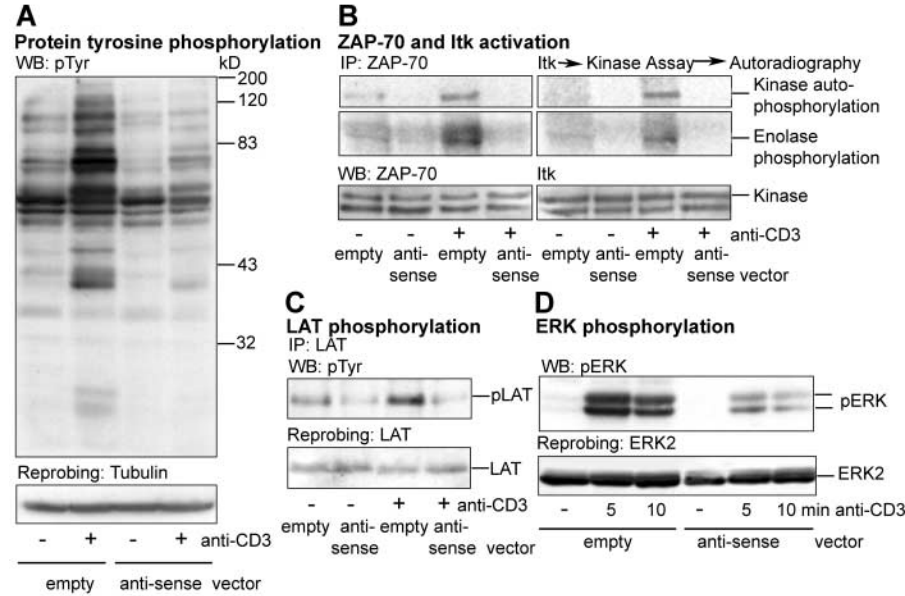 A
Protein tyrosine phosphorylation
WB: pTyr
kD
200
120
83
43
32
Reprobing: Tubulin
- + - + anti-CD3
empty anti-sense vector
B
ZAP-70 and Itk activation
IP: ZAP-70 Itk Kinase Assay Autoradiography
Kinase auto-
phosphorylation
Enolase
phosphorylation
WB: ZAP-70 Itk
Kinase
- - + + - - + + anti-CD3
empty anti- empty anti- empty anti- empty anti-
sense sense sense sense vector
C
LAT phosphorylation
IP: LAT
WB: pTyr
pLAT
Reprobing: LAT
LAT
- - + + anti-CD3
empty anti- empty anti-
sense sense vector
D
ERK phosphorylation
WB: pERK
pERK
Reprobing: ERK2
ERK2
- 5 10 - 5 10 min anti-CD3
empty anti-sense vector